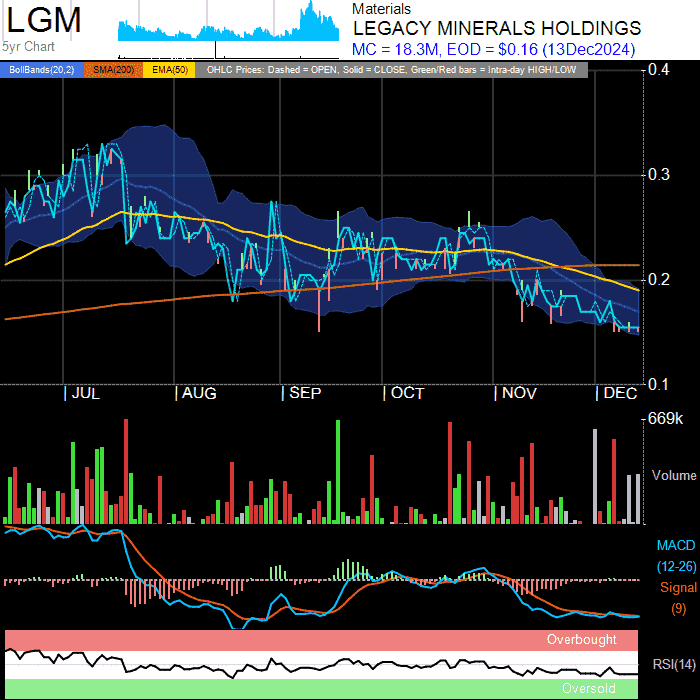 LGM
5yr Chart
Materials
LEGACY MINERALS HOLDINGS
MC = 18.3M, EOD = $0.16 (13Dec2024)
BollBands(20,2) SMA(200) EMA(50) OHLC Prices: Dashed = OPEN, Solid = CLOSE, Green/Red bars = Intra-day HIGH/LOW
0.4
0.3
0.2
0.1
| JUL | AUG | SEP | OCT | NOV | DEC
669k
Volume
MACD
(12-26)
Signal
(9)
Overbought
RSI(14)
Oversold